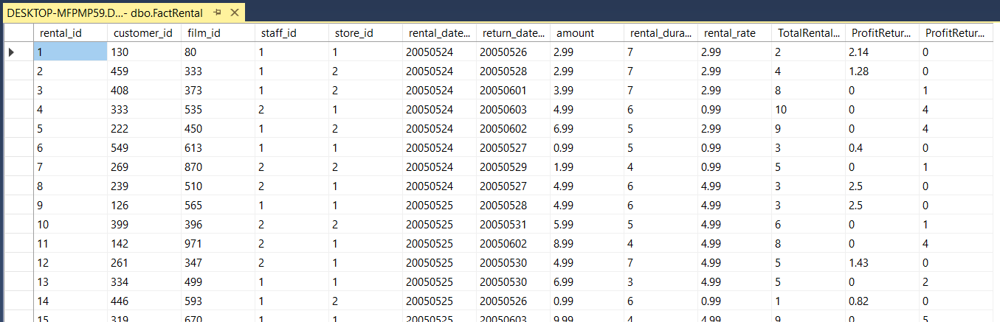 DESKTOP-MFPMP59.D...- dbo.FactRental
rental_id customer_id film_id staff_id store_id rental_date... return_date... amount rental_dura... rental_rate TotalRental... ProfitRetur... ProfitRetur...
1 130 80 1 1 20050524 20050526 2.99 7 2.99 2 2.14 0
2 459 333 1 2 20050524 20050528 2.99 7 2.99 4 1.28 0
3 408 373 1 2 20050524 20050601 3.99 7 2.99 8 0 1
4 333 535 2 1 20050524 20050603 4.99 6 0.99 10 0 4
5 222 450 1 2 20050524 20050602 6.99 5 2.99 9 0 4
6 549 613 1 1 20050524 20050527 0.99 5 0.99 3 0.4 0
7 269 870 2 2 20050524 20050529 1.99 4 0.99 5 0 1
8 239 510 2 1 20050524 20050527 4.99 6 4.99 3 2.5 0
9 126 565 1 1 20050525 20050528 4.99 6 4.99 3 2.5 0
10 399 396 2 2 20050525 20050531 5.99 5 4.99 6 0 1
11 142 971 2 1 20050525 20050602 8.99 4 4.99 8 0 4
12 261 347 2 1 20050525 20050530 4.99 7 4.99 5 1.43 0
13 334 499 1 1 20050525 20050530 6.99 3 4.99 5 0 2
14 446 593 1 2 20050525 20050526 0.99 6 0.99 1 0.82 0
15 319 670 1 2 20050525 20050603 9.99 4 4.99 9 0 5